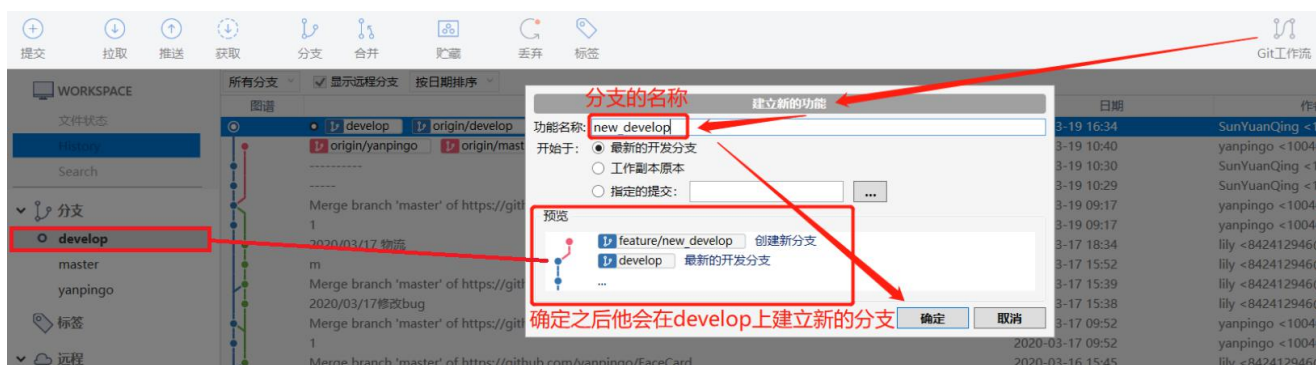 提交 拉取 推送 获取 分支 合并 贮藏 丢弃 标签 Git工作流
WORKSPACE
文件状态
History
Search
分支
develop
master
yanpingo
标签
远程
所有分支 显示远程分支 按日期排序
图谱 日期
develop origin/develop 3-19 16:34 SunYuanQing <1
origin/yanpingo origin/mast 3-19 10:40 yanpingo <1004
---------- 3-19 10:30 SunYuanQing <1
----- 3-19 10:29 SunYuanQing <1
Merge branch 'master' of https://gith 3-19 09:17 yanpingo <1004
1 3-19 09:17 yanpingo <1004
2020/03/17 物流 3-17 18:34 lily <842412946
m 3-17 15:52 lily <842412946
Merge branch 'master' of https://gith 3-17 15:39 lily <842412946
2020/03/17修改bug 3-17 15:38 lily <842412946
Merge branch 'master' of https://gith 3-17 09:52 yanpingo <1004
1 2020-03-17 09:52 yanpingo <1004
Merge branch 'master' of https://github.com/yanpingo/FaceCard 2020-03-16 15:45 lily <842412946
分支的名称
建立新的功能
功能名称: new_develop
开始于: 最新的开发分支
工作副本原本
指定的提交: ...
预览
feature/new_develop 创建新分支
develop 最新的开发分支
...
确定之后他会在develop上建立新的分支
确定 取消